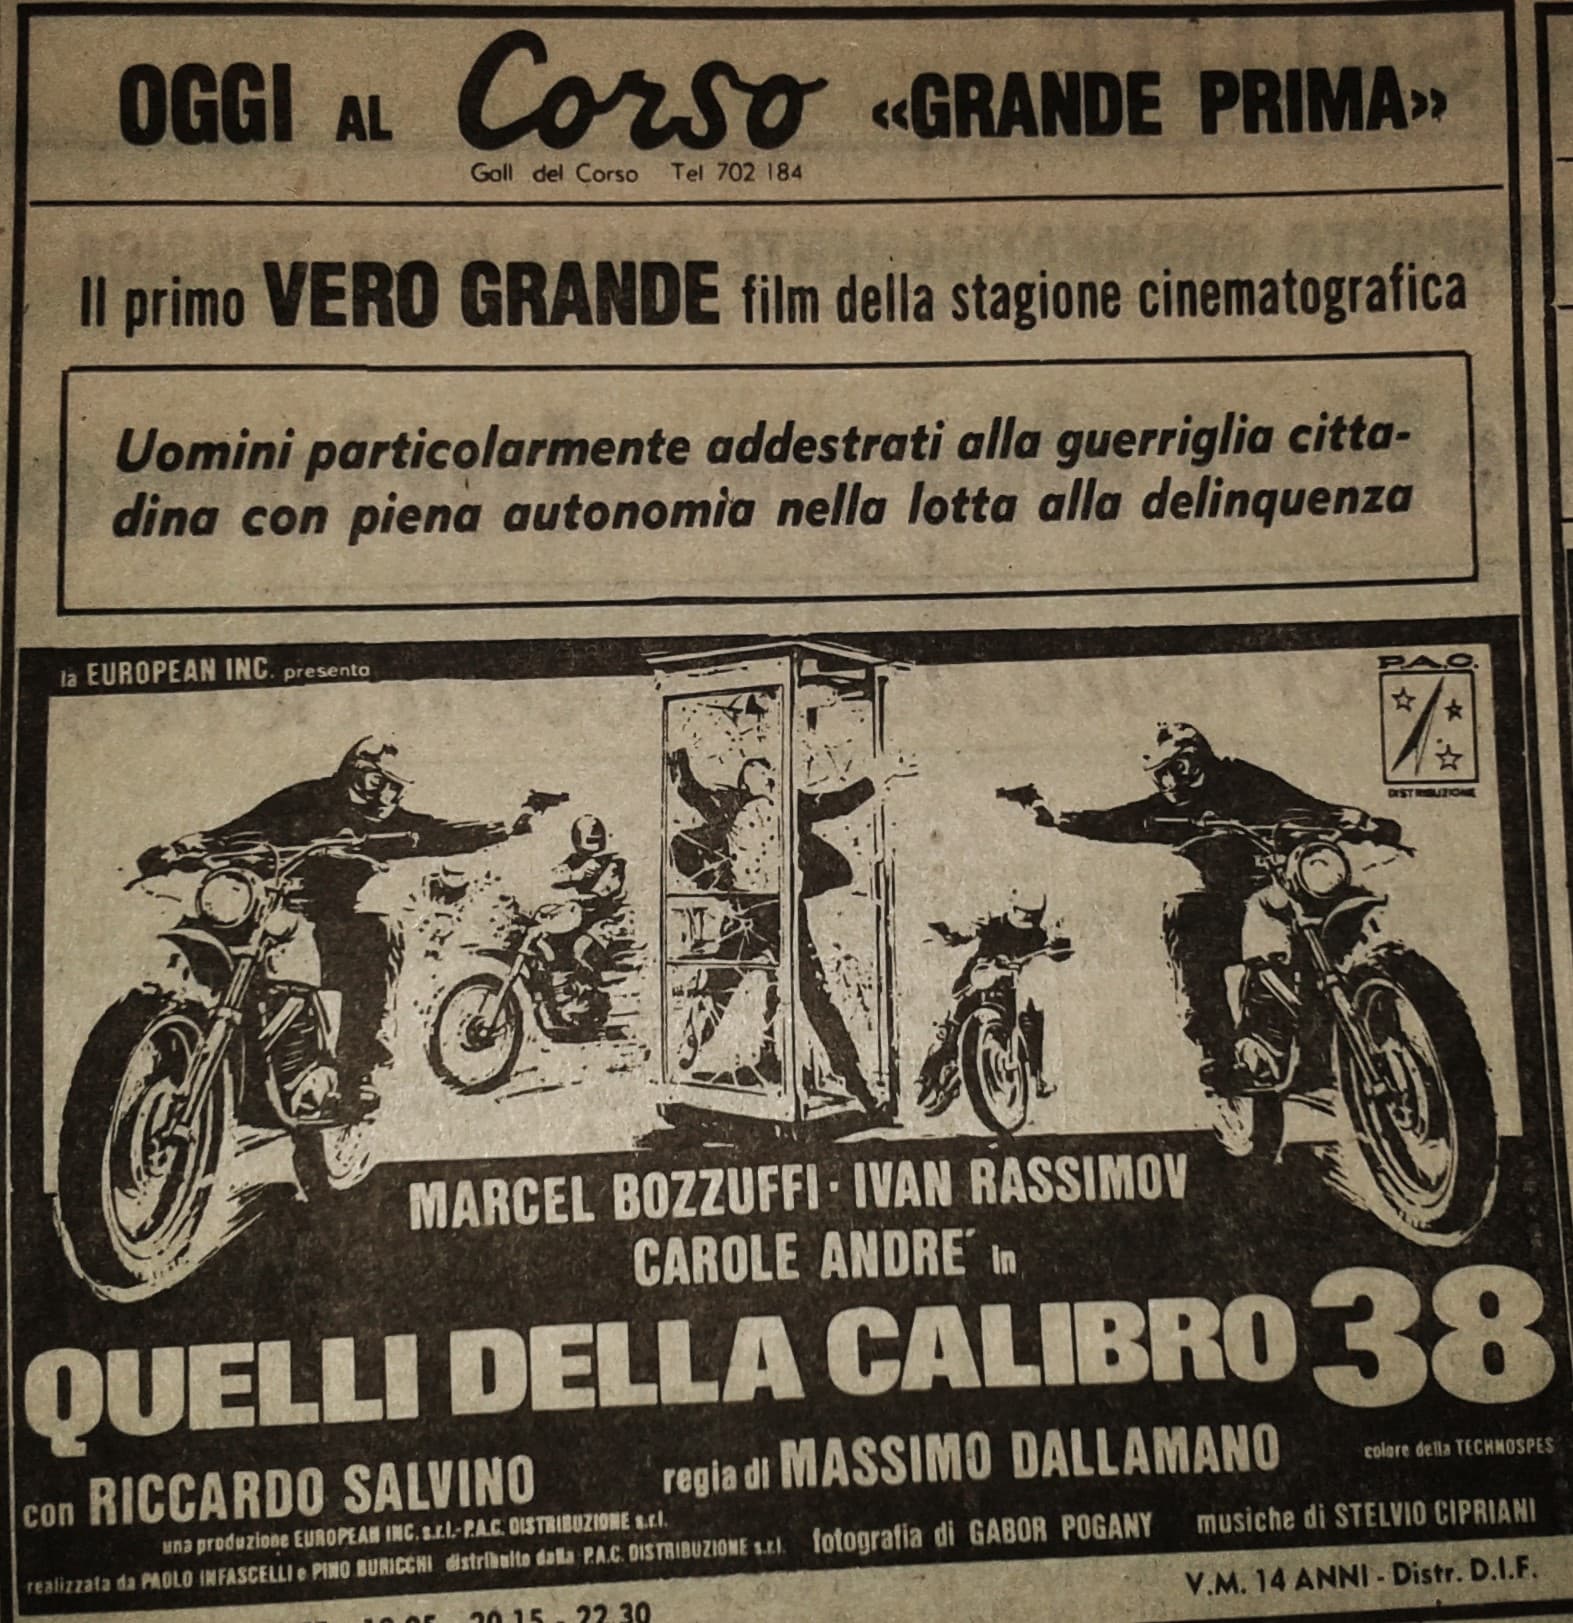 OGGI AL Corso «GRANDE PRIMA»
Gall del Corso Tel 702 184
Il primo VERO GRANDE film della stagione cinematografica
Uomini particolarmente addestrati alla guerriglia citta-
dina con piena autonomia nella lotta alla delinquenza
la EUROPEAN INC. presenta
P.A.C.
DISTRIBUZIONE
MARCEL BOZZUFFI · IVAN RASSIMOV
CAROLE ANDRE´ in
QUELLI DELLA CALIBRO 38
con RICCARDO SALVINO regia di MASSIMO DALLAMANO colore della TECHNOSPES
una produzione EUROPEAN INC. s.r.l.-P.A.C. DISTRIBUZIONE s.r.l.
fotografia di GABOR POGANY musiche di STELVIO CIPRIANI
realizzata da PAOLO INFASCELLI e PINO BURICCHI distribuito dalla P.A.C. DISTRIBUZIONE s.r.l.
V.M. 14 ANNI - Distr. D.I.F.
20.15 - 22.30